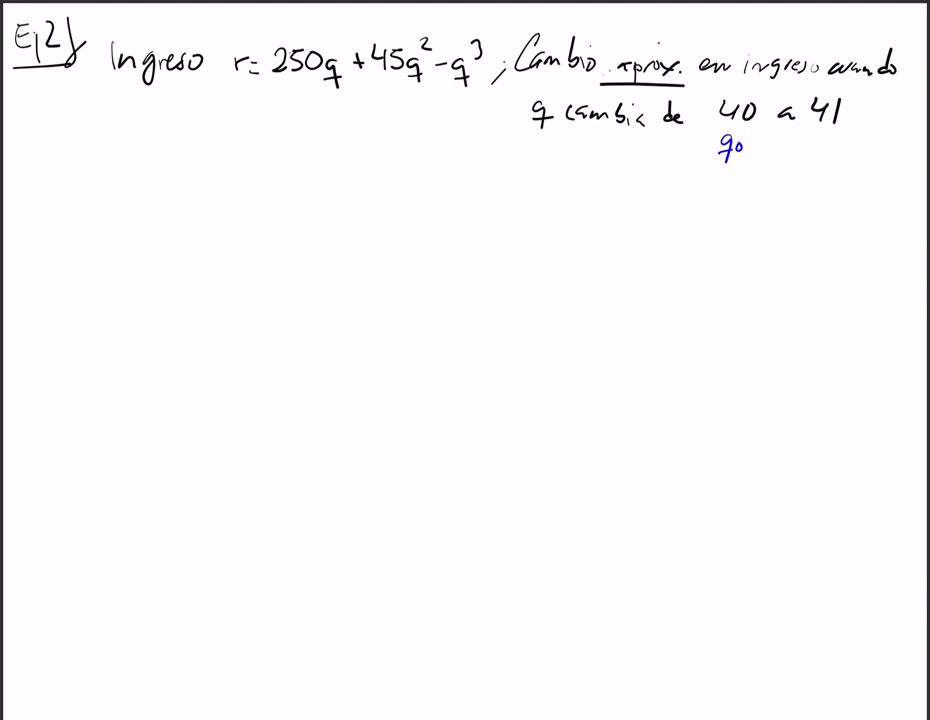 Ej2) Ingreso r= 250q + 45q² - q³ , Cambio aprox. en ingreso cuando
q cambia de 40 a 41
q₀